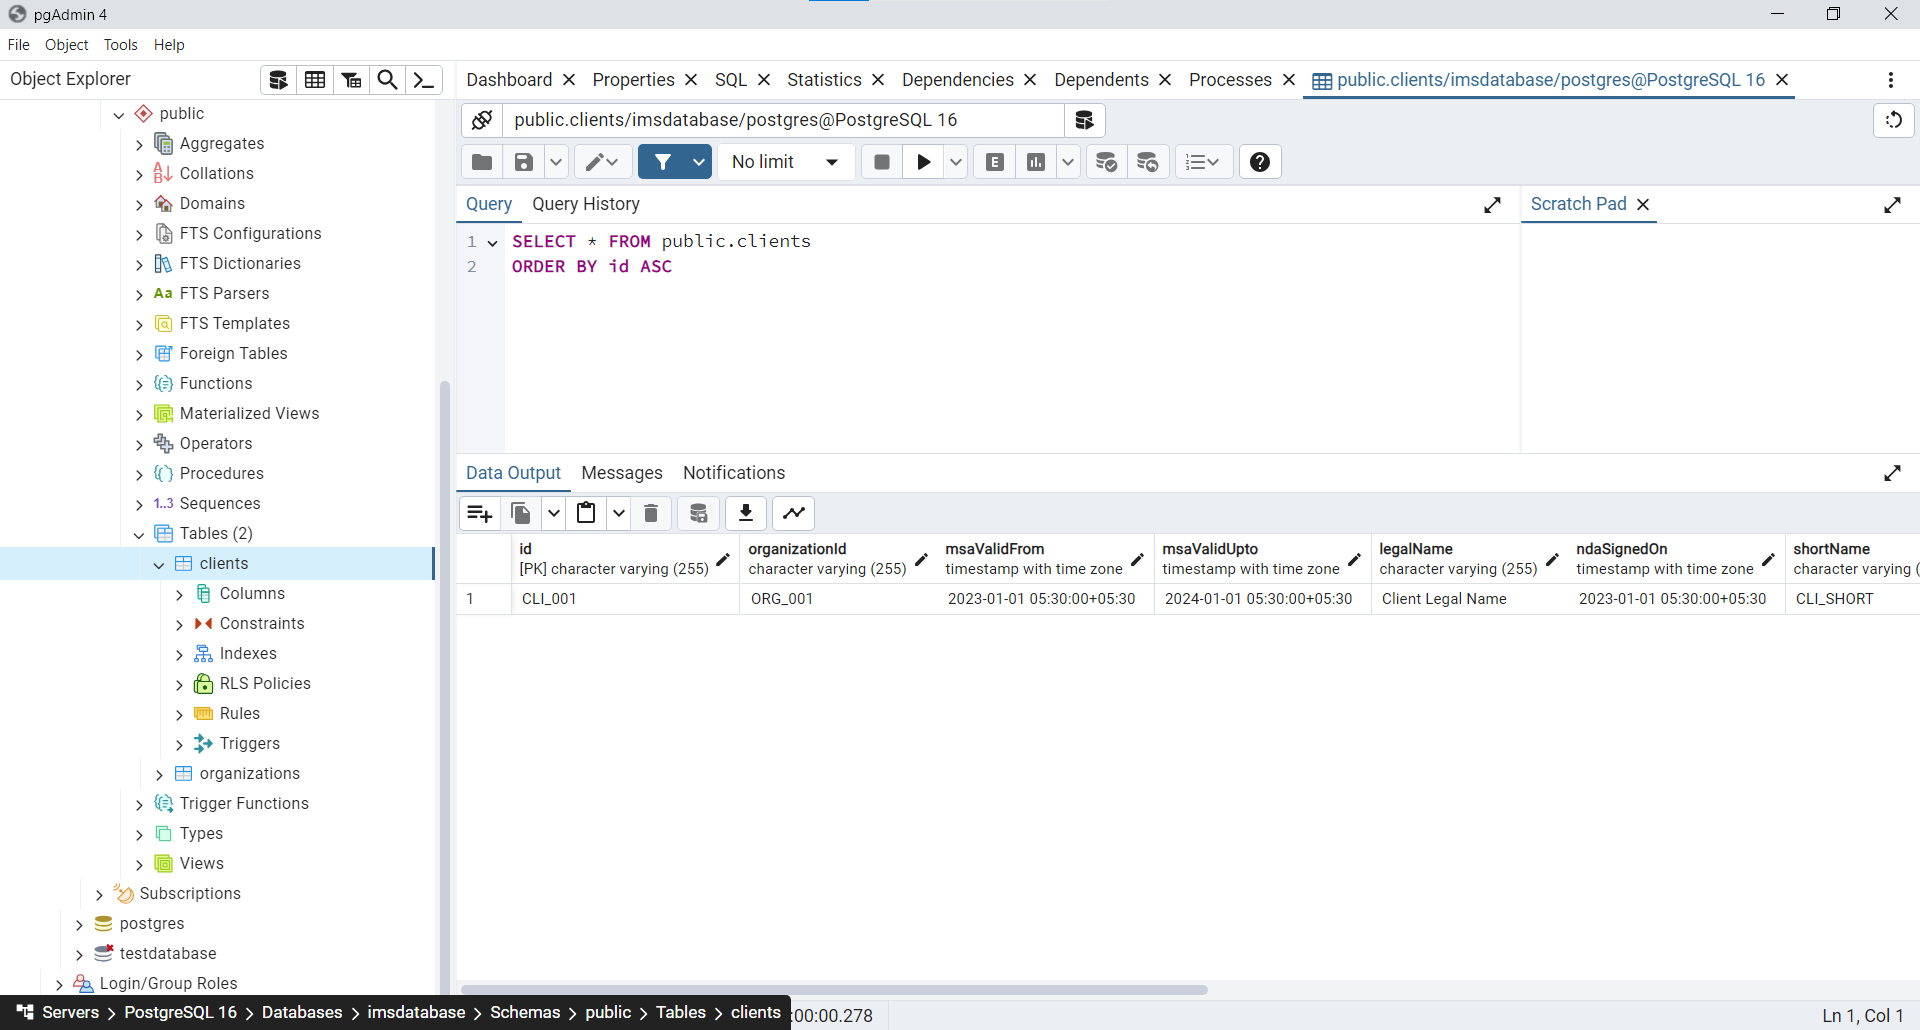 pgAdmin 4
File Object Tools Help
Object Explorer
Dashboard Properties SQL Statistics Dependencies Dependents Processes public.clients/imsdatabase/postgres@PostgreSQL 16
public
Aggregates
Collations
Domains
FTS Configurations
FTS Dictionaries
Aa FTS Parsers
FTS Templates
Foreign Tables
Functions
Materialized Views
Operators
Procedures
1..3 Sequences
Tables (2)
clients
Columns
Constraints
Indexes
RLS Policies
Rules
Triggers
organizations
Trigger Functions
Types
Views
Subscriptions
postgres
testdatabase
Login/Group Roles
public.clients/imsdatabase/postgres@PostgreSQL 16
No limit
E
Query Query History
Scratch Pad
1 SELECT * FROM public.clients
2 ORDER BY id ASC
Data Output Messages Notifications
id organizationId msaValidFrom msaValidUpto legalName ndaSignedOn shortName
[PK] character varying (255) character varying (255) timestamp with time zone timestamp with time zone character varying (255) timestamp with time zone character varying (
1 CLI_001 ORG_001 2023-01-01 05:30:00+05:30 2024-01-01 05:30:00+05:30 Client Legal Name 2023-01-01 05:30:00+05:30 CLI_SHORT
Servers > PostgreSQL 16 > Databases > imsdatabase > Schemas > public > Tables > clients
:00:00.278
Ln 1, Col 1